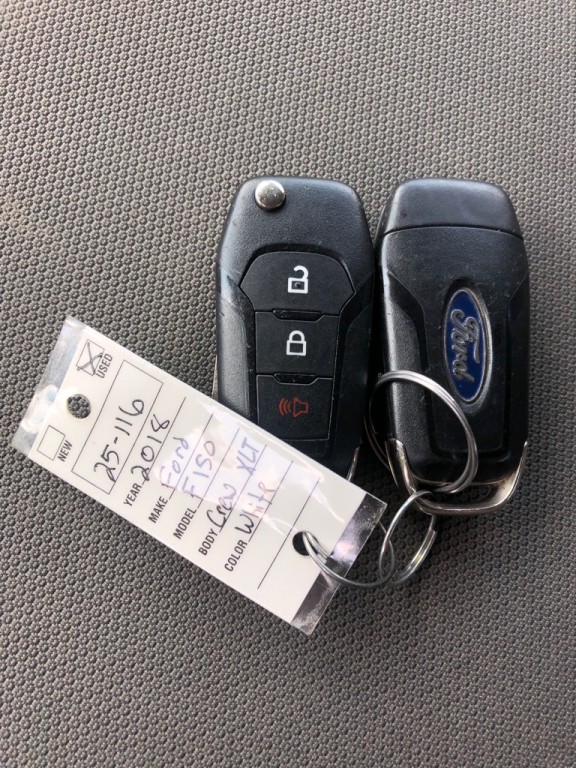 USED
NEW
25-116
YEAR 2018
MAKE Ford
MODEL F150
BODY Crew XLT
COLOR White
Ford